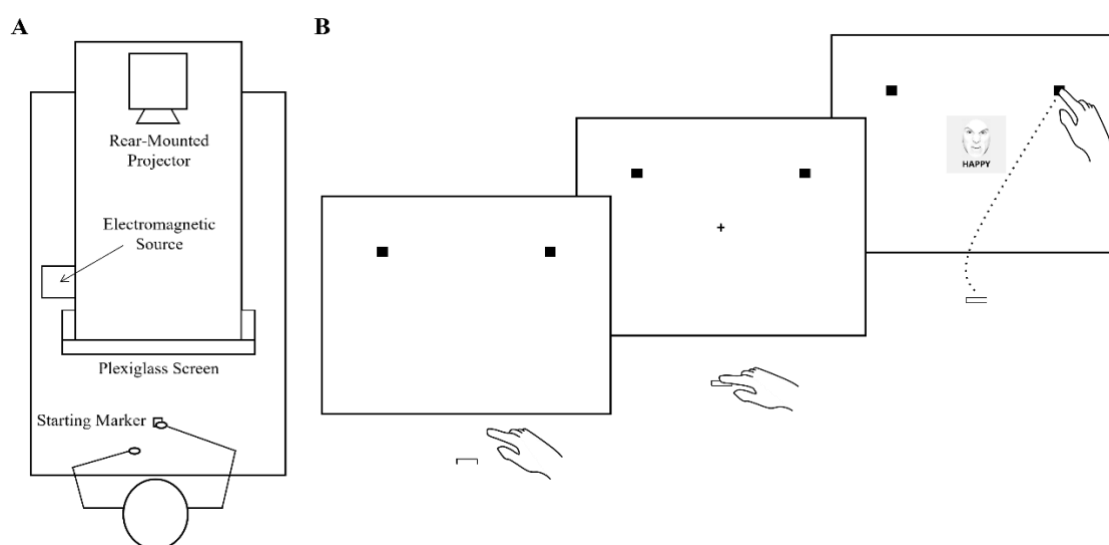 A
B
Rear-Mounted
Projector
Electromagnetic
Source
Plexiglass Screen
Starting Marker
+
HAPPY